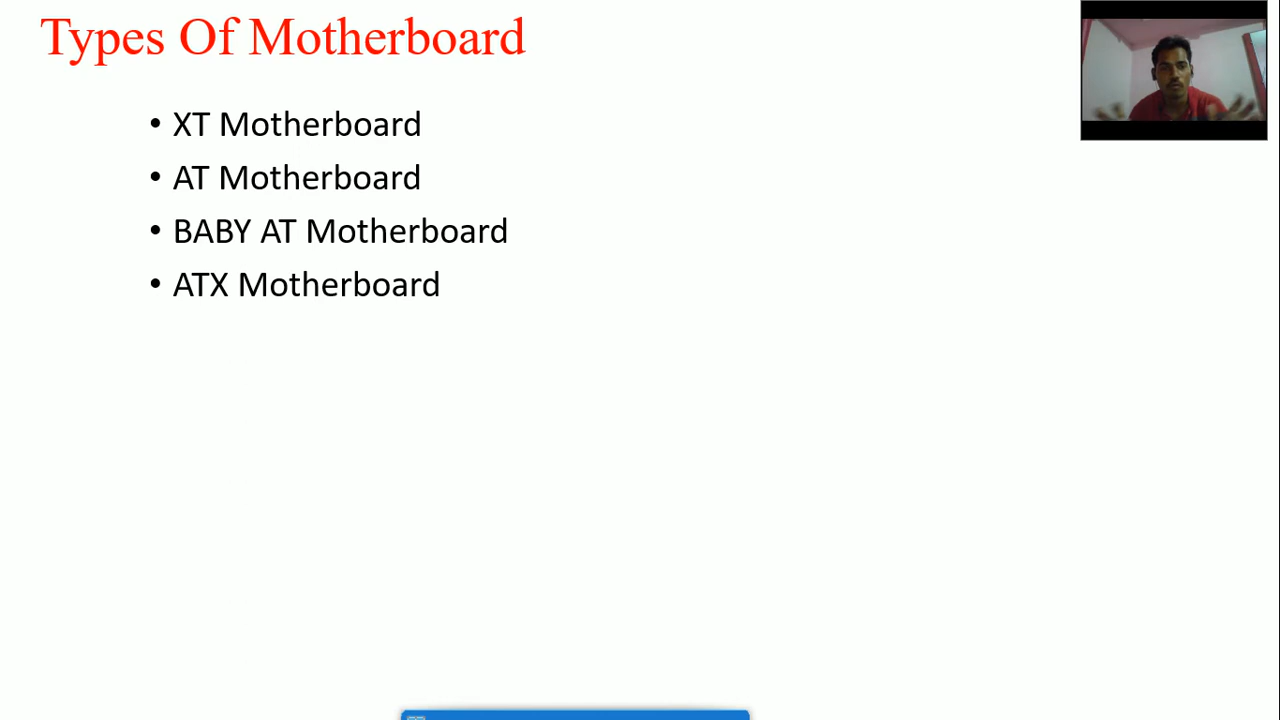 Types Of Motherboard
• XT Motherboard
• AT Motherboard
• BABY AT Motherboard
• ATX Motherboard